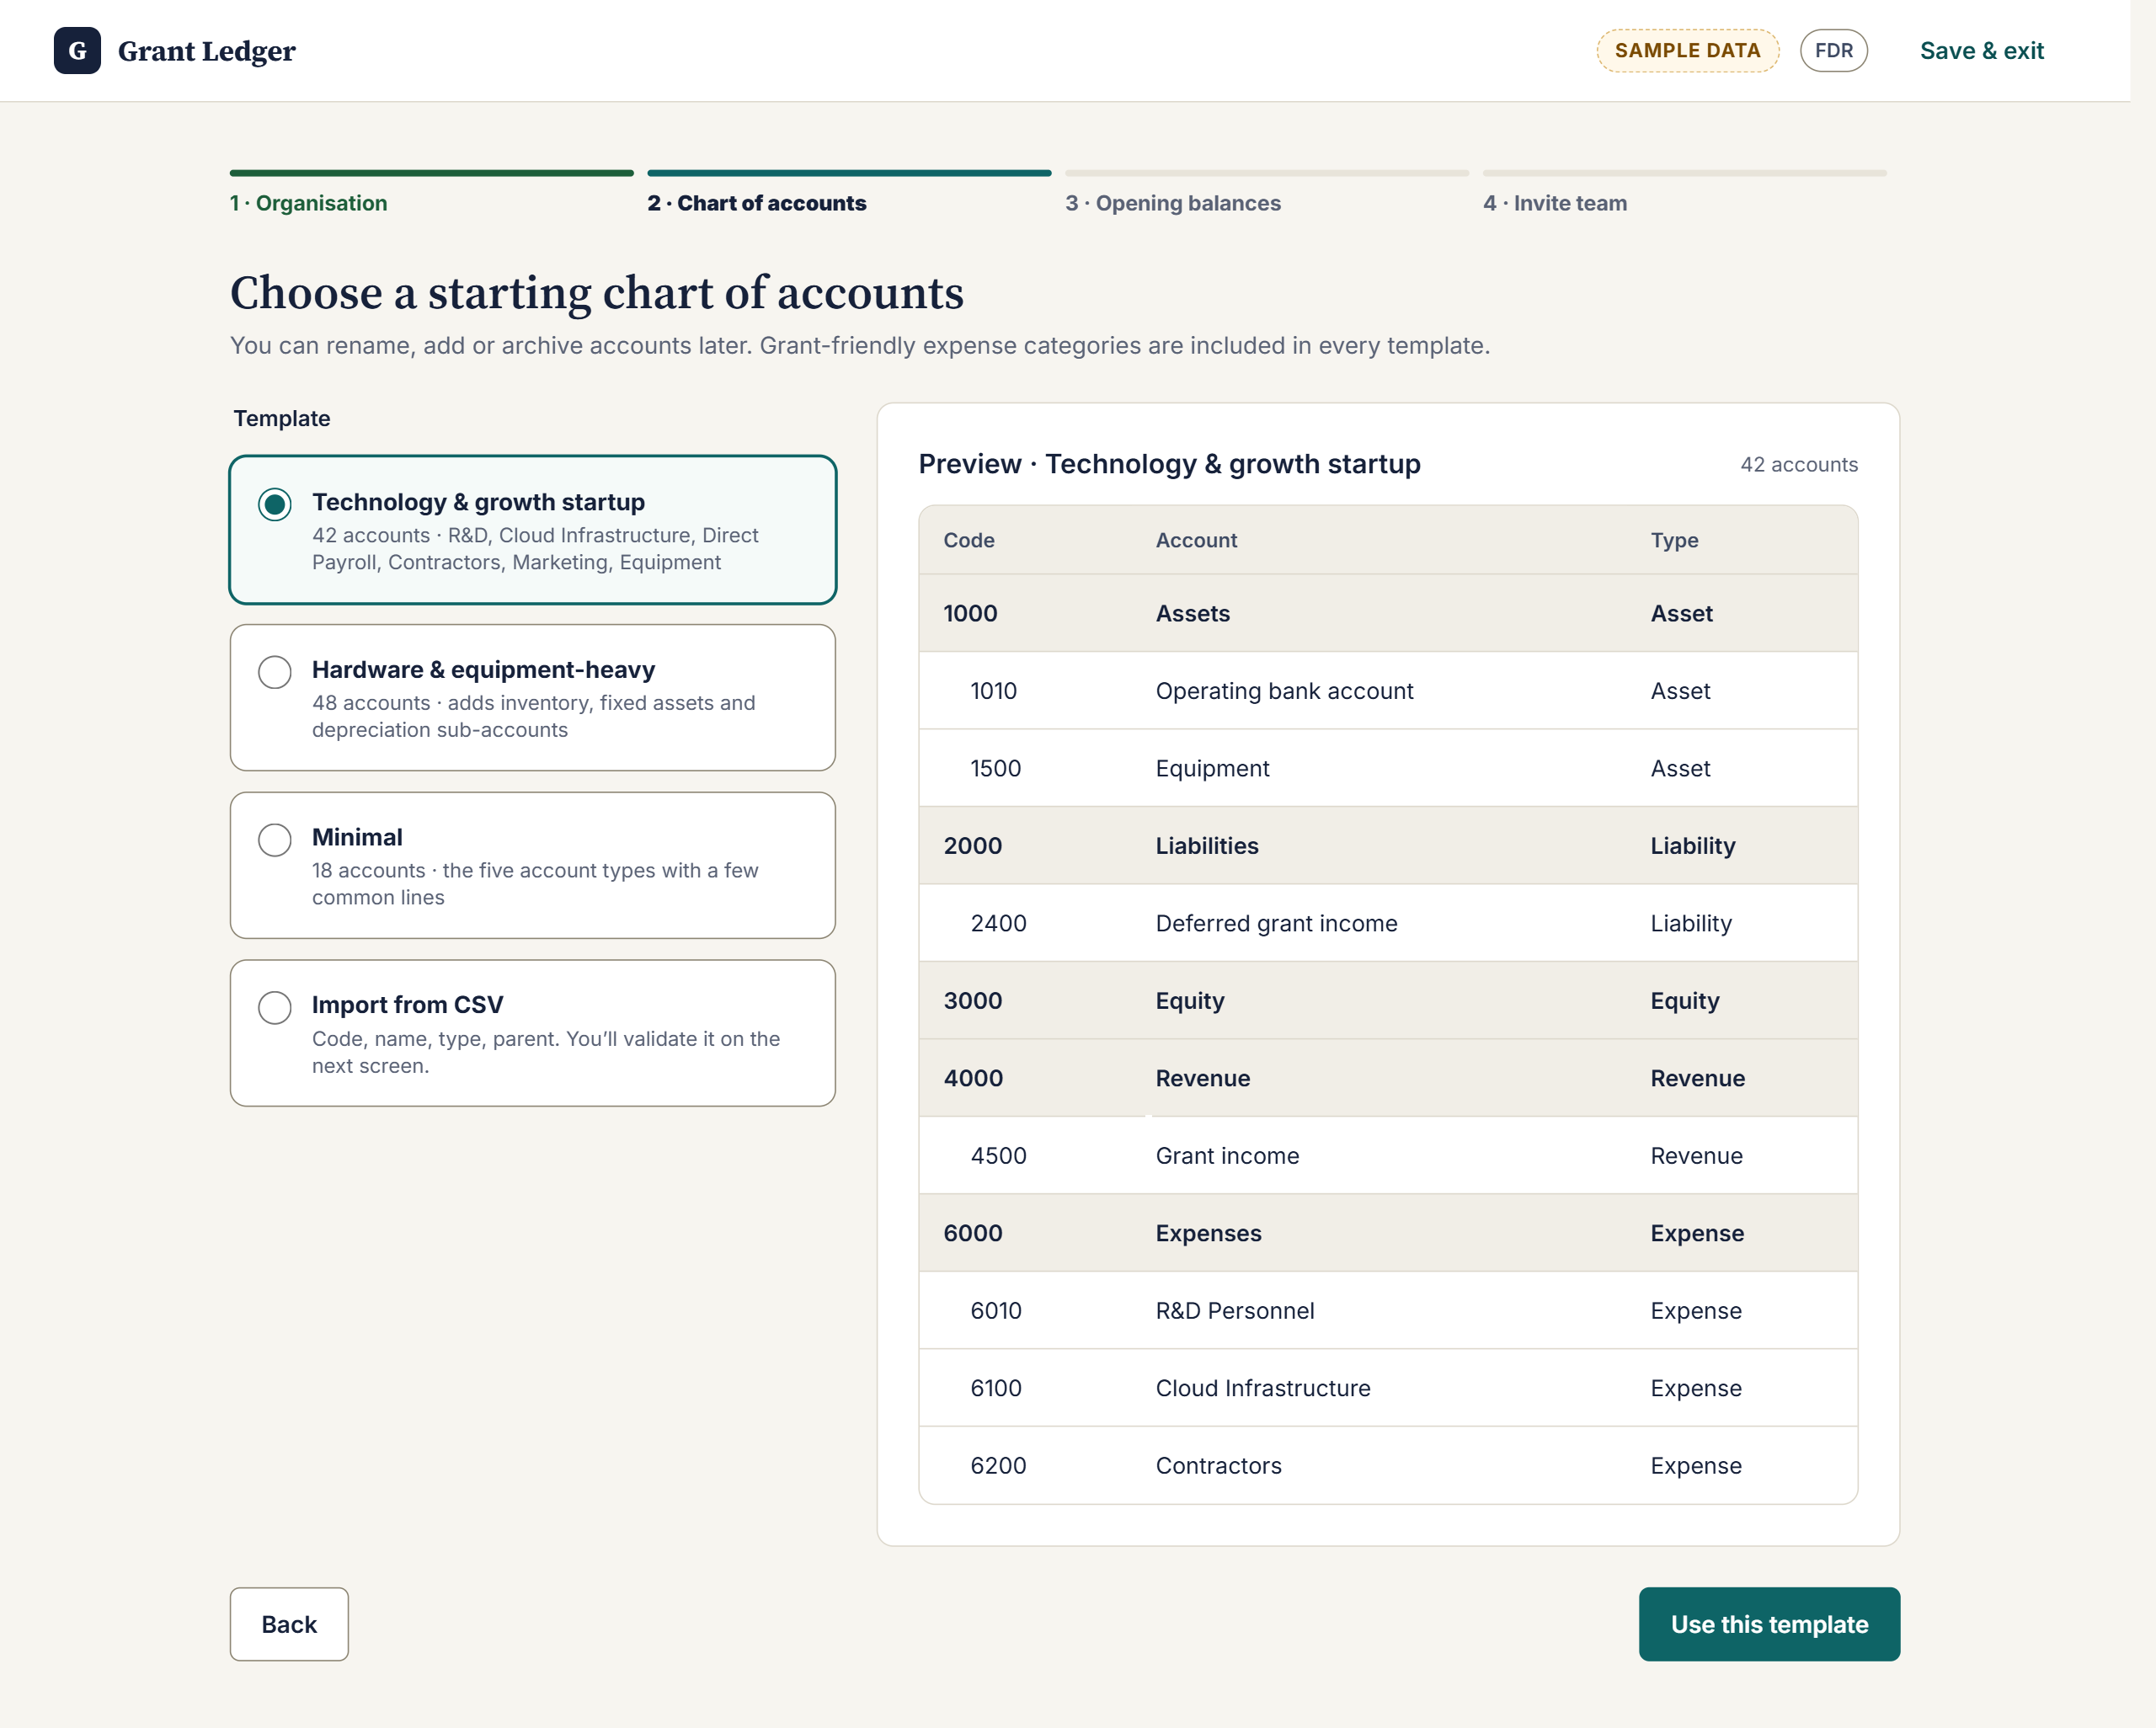 G Grant Ledger
SAMPLE DATA FDR Save & exit
1 · Organisation
2 · Chart of accounts
3 · Opening balances
4 · Invite team
Choose a starting chart of accounts
You can rename, add or archive accounts later. Grant-friendly expense categories are included in every template.
Template
Technology & growth startup
42 accounts · R&D, Cloud Infrastructure, Direct
Payroll, Contractors, Marketing, Equipment
Hardware & equipment-heavy
48 accounts · adds inventory, fixed assets and
depreciation sub-accounts
Minimal
18 accounts · the five account types with a few
common lines
Import from CSV
Code, name, type, parent. You’ll validate it on the
next screen.
Preview · Technology & growth startup 42 accounts
Code Account Type
1000 Assets Asset
1010 Operating bank account Asset
1500 Equipment Asset
2000 Liabilities Liability
2400 Deferred grant income Liability
3000 Equity Equity
4000 Revenue Revenue
4500 Grant income Revenue
6000 Expenses Expense
6010 R&D Personnel Expense
6100 Cloud Infrastructure Expense
6200 Contractors Expense
Back
Use this template